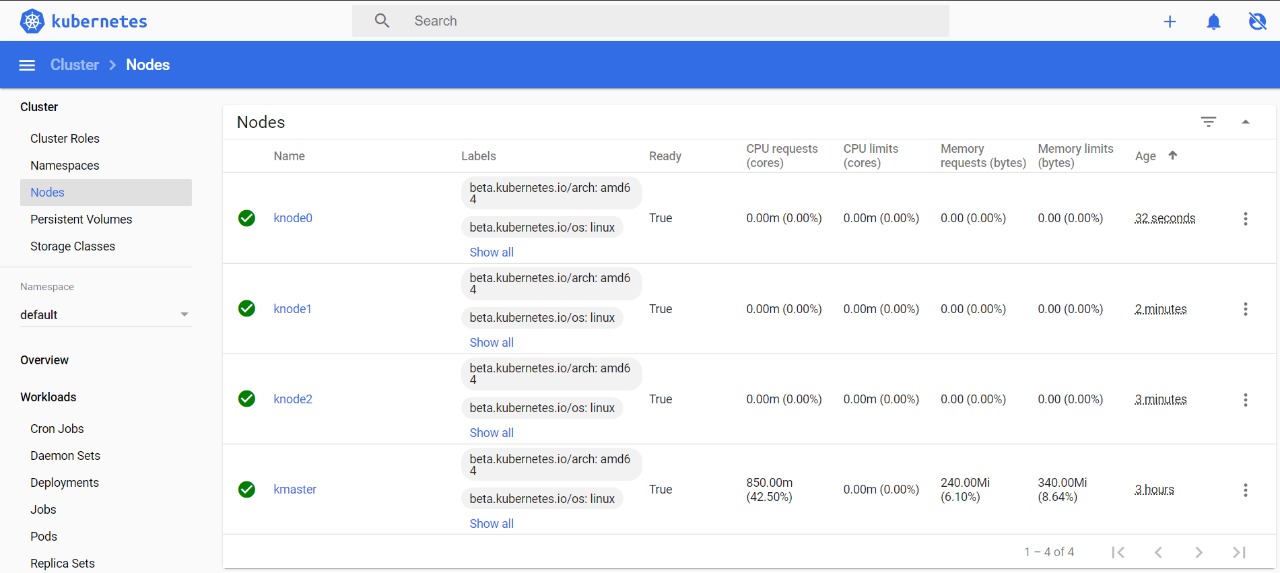 kubernetes
Search
Cluster > Nodes
Cluster
Cluster Roles
Namespaces
Nodes
Persistent Volumes
Storage Classes
Namespace
default
Overview
Workloads
Cron Jobs
Daemon Sets
Deployments
Jobs
Pods
Replica Sets
Nodes
Name Labels Ready CPU requests (cores) CPU limits (cores) Memory requests (bytes) Memory limits (bytes) Age
beta.kubernetes.io/arch: amd6
4
knode0 True 0.00m (0.00%) 0.00m (0.00%) 0.00 (0.00%) 0.00 (0.00%) 32 seconds
beta.kubernetes.io/os: linux
Show all
beta.kubernetes.io/arch: amd6
4
knode1 True 0.00m (0.00%) 0.00m (0.00%) 0.00 (0.00%) 0.00 (0.00%) 2 minutes
beta.kubernetes.io/os: linux
Show all
beta.kubernetes.io/arch: amd6
4
knode2 True 0.00m (0.00%) 0.00m (0.00%) 0.00 (0.00%) 0.00 (0.00%) 3 minutes
beta.kubernetes.io/os: linux
Show all
beta.kubernetes.io/arch: amd6
4
kmaster True 850.00m (42.50%) 0.00m (0.00%) 240.00Mi (6.10%) 340.00Mi (8.64%) 3 hours
beta.kubernetes.io/os: linux
Show all
1 – 4 of 4